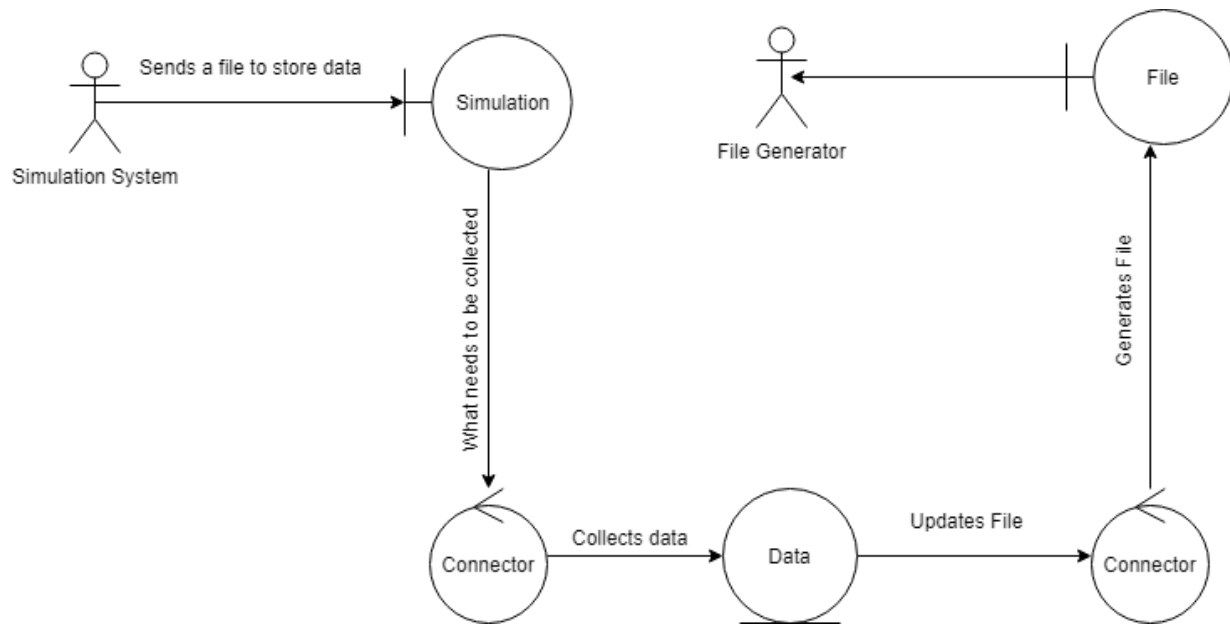 Sends a file to store data
Simulation
Simulation System
File Generator
File
What needs to be collected
Generates File
Connector
Collects data
Data
Updates File
Connector